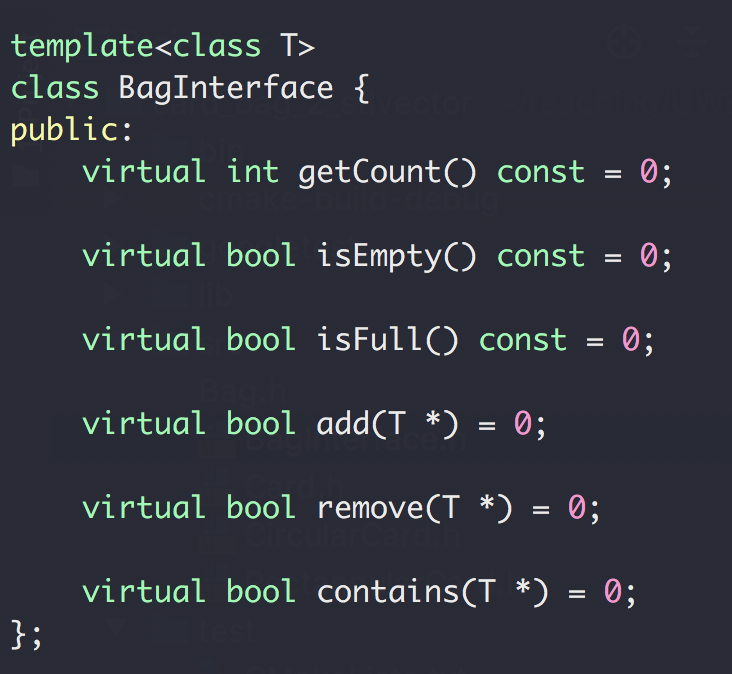 template<class T>
class BagInterface {
public:
    virtual int getCount() const = 0;
    virtual bool isEmpty() const = 0;
    virtual bool isFull() const = 0;
    virtual bool add(T *) = 0;
    virtual bool remove(T *) = 0;
    virtual bool contains(T *) = 0;
};